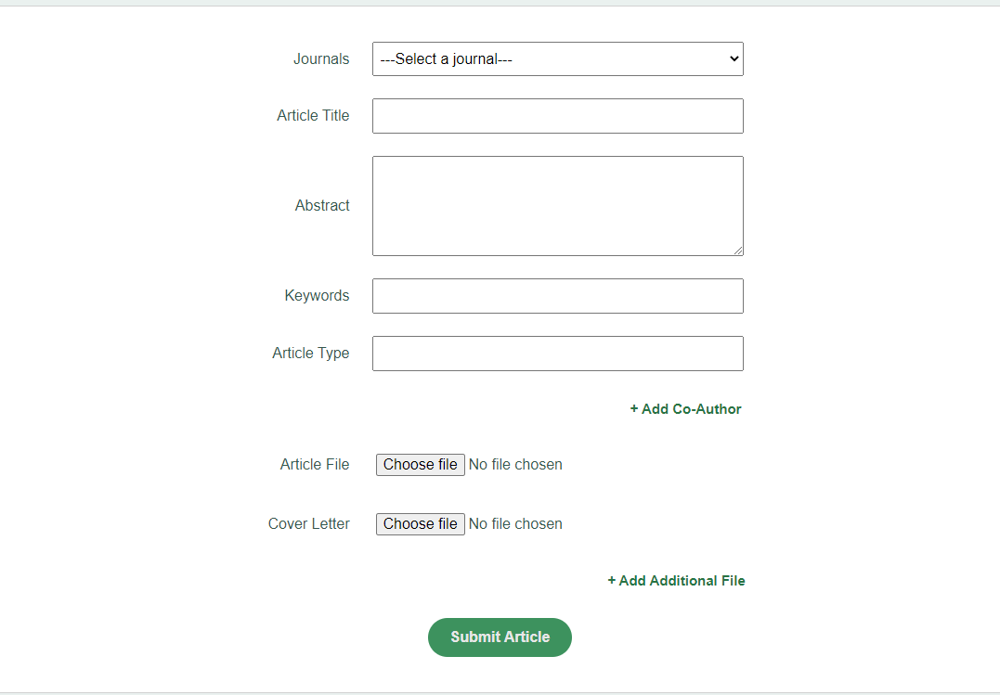 Journals ---Select a journal---
Article Title
Abstract
Keywords
Article Type
+ Add Co-Author
Article File Choose file No file chosen
Cover Letter Choose file No file chosen
+ Add Additional File
Submit Article